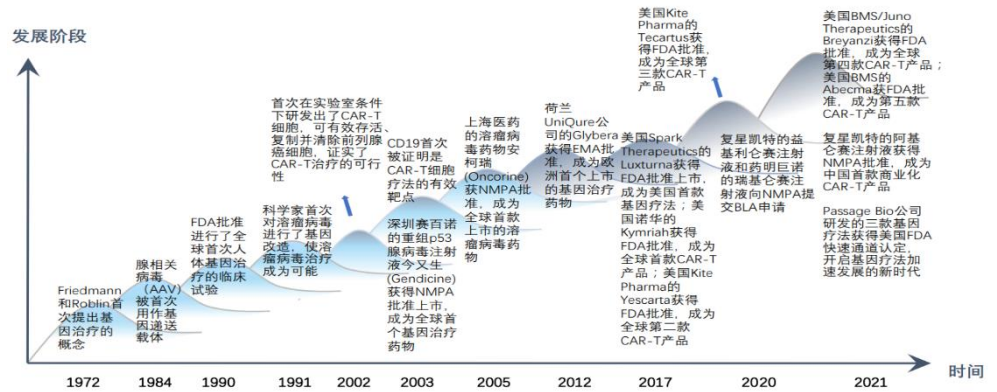 发展阶段
Friedmann
和Roblin首
次提出基
因治疗的
概念
腺相关
病毒
（AAV）
被首次
用作基
因递送
载体
FDA批准
进行了全
球首次人
体基因治
疗的临床
试验
科学家首次
对溶瘤病毒
进行了基因
改造，使溶
瘤病毒治疗
成为可能
首次在实验室条件
下研发出了CAR-T
细胞，可有效存活、
复制并清除前列腺
癌细胞，证实了
CAR-T治疗的可行
性
CD19首次
被证明是
CAR-T细胞
疗法的有效
靶点
深圳赛百诺
的重组p53
腺病毒注射
液今又生
(Gendicine)
获得NMPA
批准上市，
成为全球首
个基因治疗
药物
上海医药
的溶瘤病
毒药物安
柯瑞
(Oncorine)
获NMPA批
准，成为
全球首款
上市的溶
瘤病毒药
物
荷兰
UniQure公
司的Glybera
获得EMA批
准，成为欧
洲首个上市
的基因治疗
药物
美国Spark
Therapeutics的
Luxturna获得
FDA批准上市，
成为美国首款
基因疗法；美
国诺华的
Kymriah获得
FDA批准，成为
全球首款CAR-T
产品；美国Kite
Pharma的
Yescarta获得
FDA批准，成为
全球第二款
CAR-T产品
美国Kite
Pharma的
Tecartus获
得FDA批准，
成为全球第
三款CAR-T
产品
复星凯特的益
基利仑赛注射
液和药明巨诺
的瑞基仑赛注
射液向NMPA提
交BLA申请
美国BMS/Juno
Therapeutics的
Breyanzi获得FDA
批准，成为全球
第四款CAR-T产品；
美国BMS的
Abecma获FDA批
准，成为第五款
CAR-T产品
复星凯特的阿基
仑赛注射液获得
NMPA批准，成为
中国首款商业化
CAR-T产品
Passage Bio公司
研发的三款基因
疗法获得美国FDA
快速通道认定，
开启基因疗法加
速发展的新时代
1972 1984 1990 1991 2002 2003 2005 2012 2017 2020 2021
时间